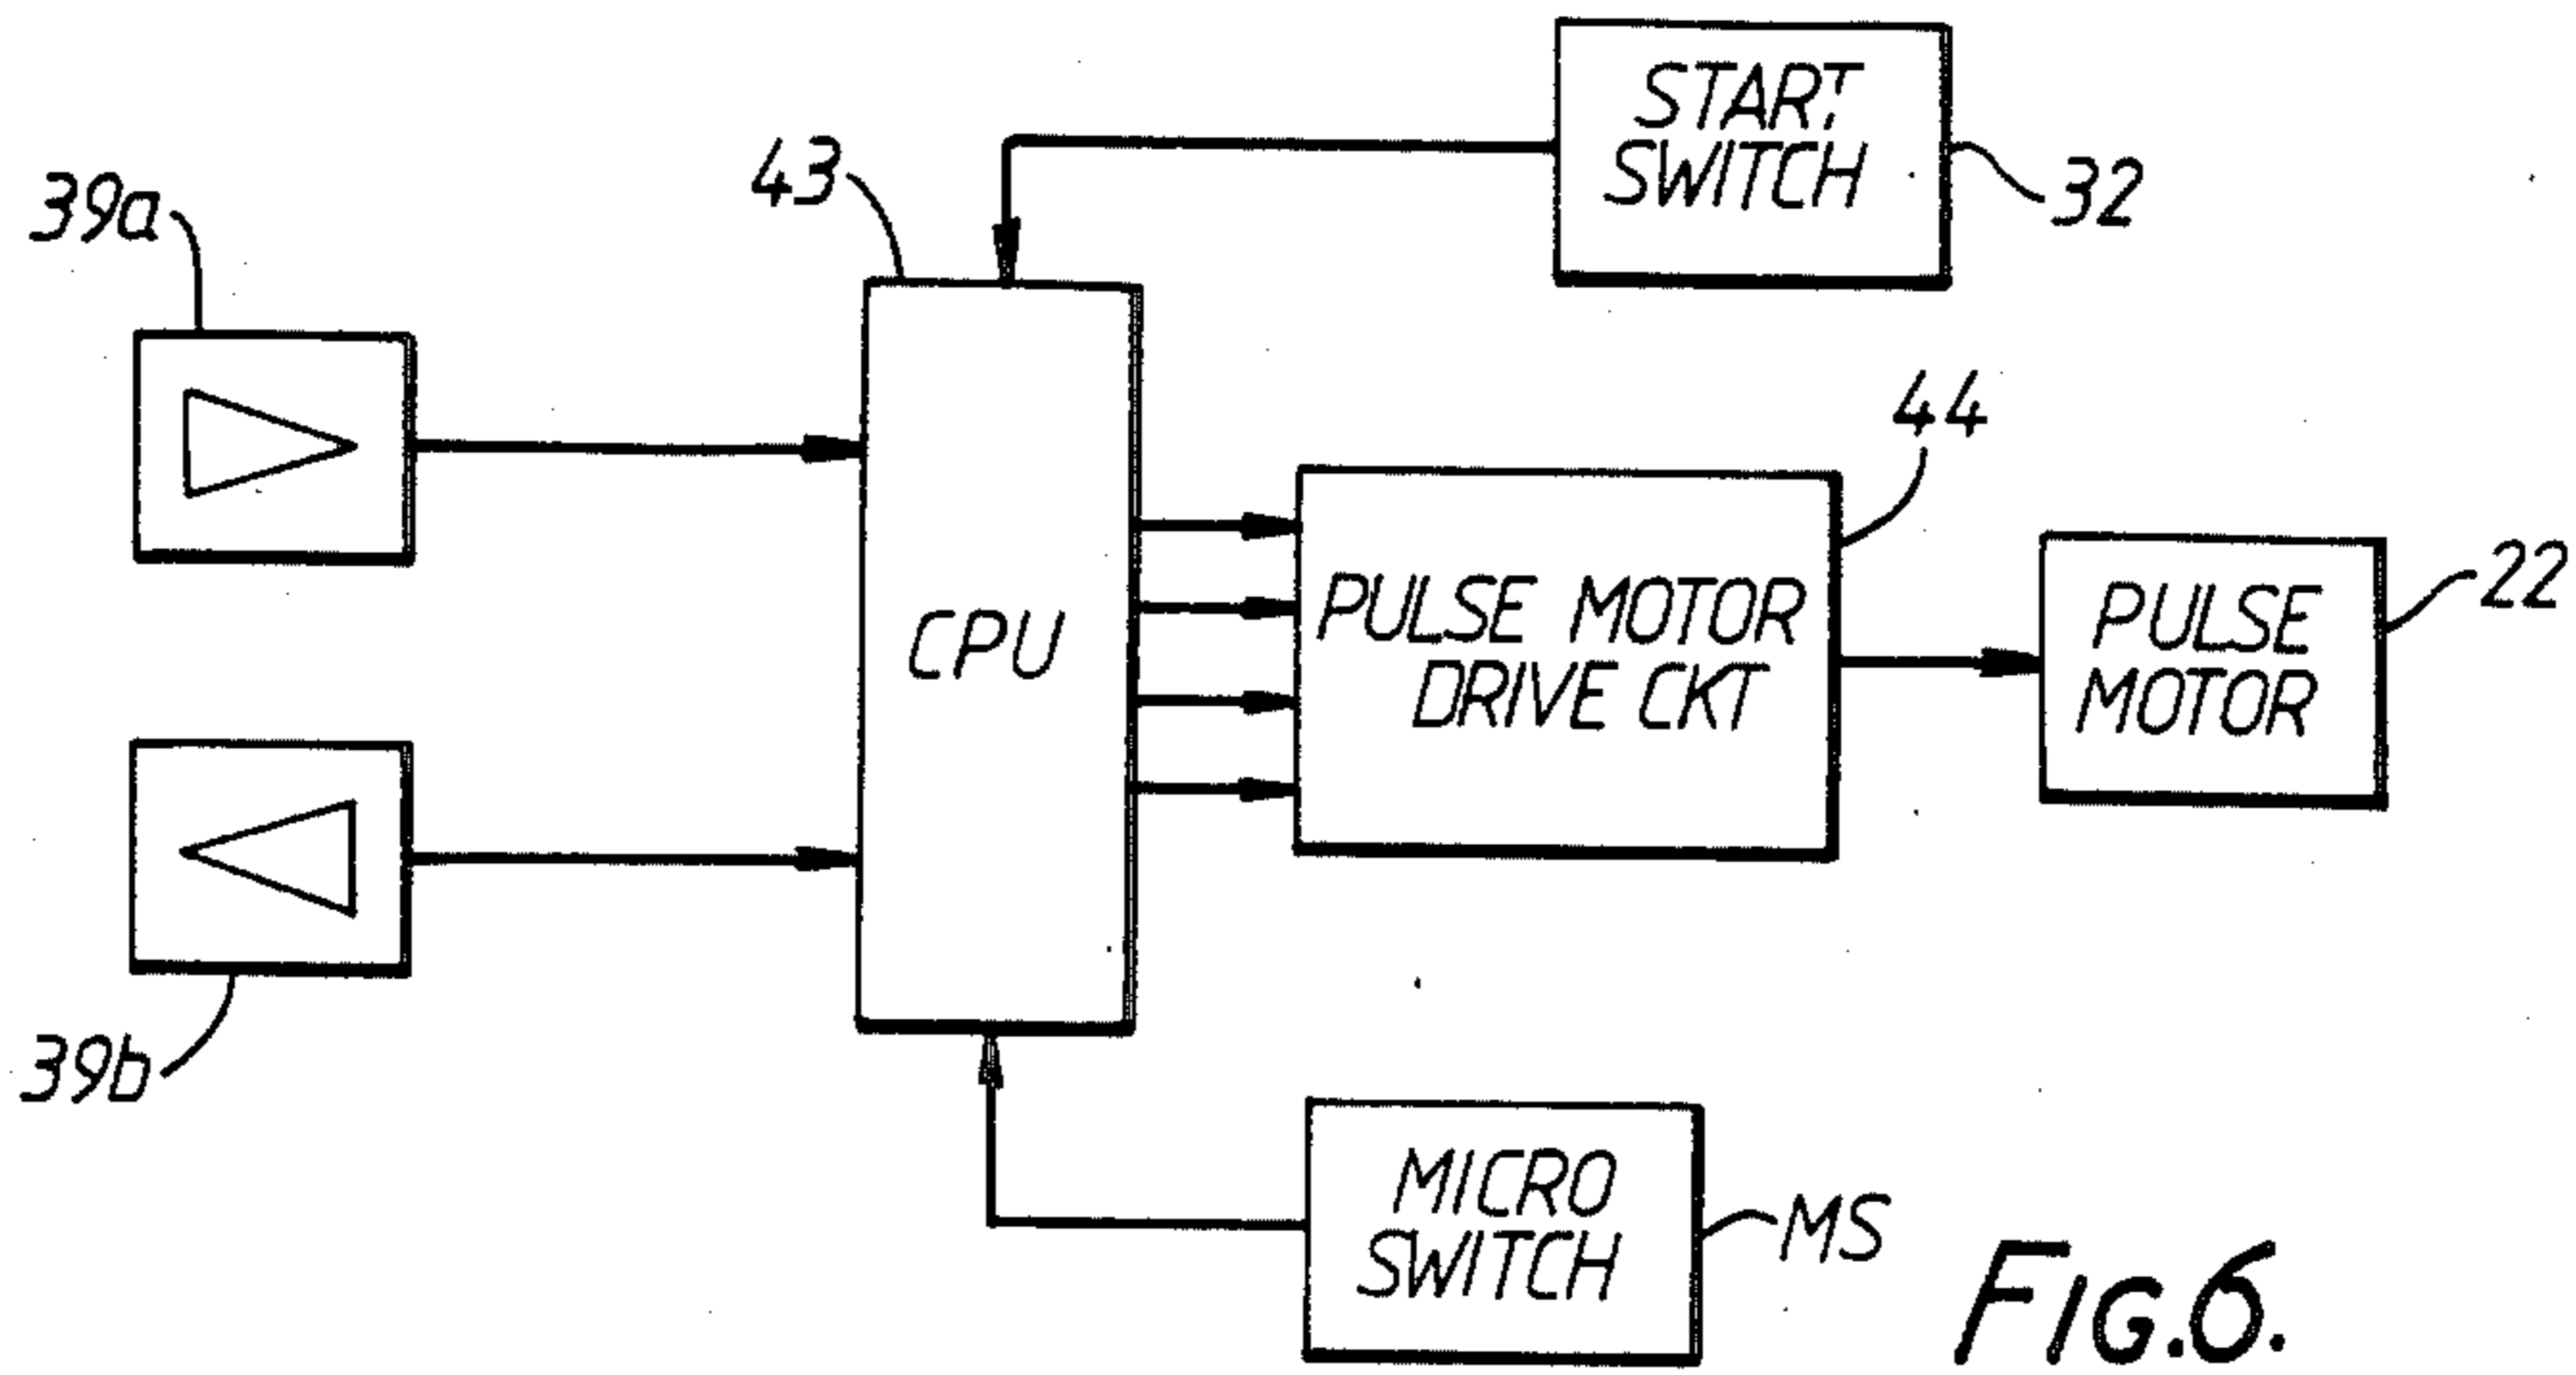 START
SWITCH
32
43
39a
44
CPU
PULSE MOTOR
DRIVE CKT
PULSE
MOTOR
22
39b
MICRO
SWITCH
MS
FIG.6.